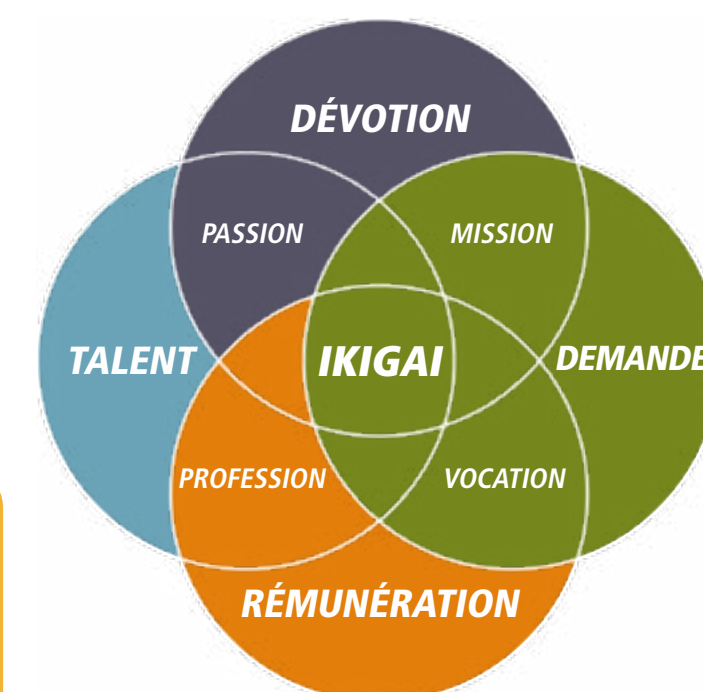 DÉVOTION
PASSION
MISSION
TALENT
IKIGAI
DEMANDE
PROFESSION
VOCATION
RÉMUNÉRATION